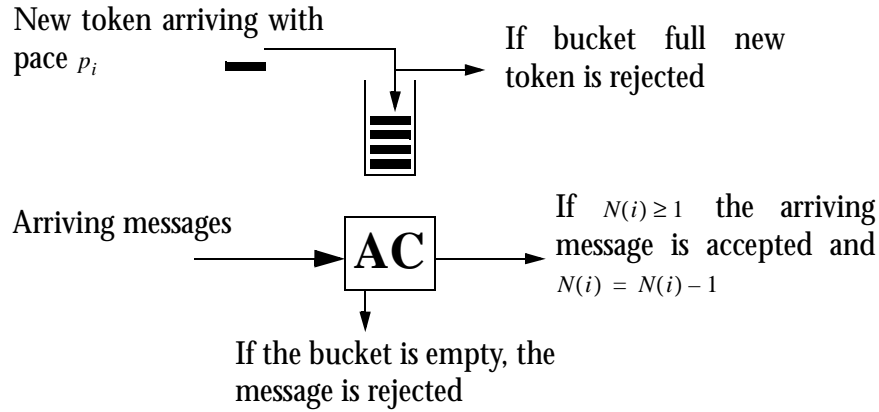 New token arriving with
pace p_i
If bucket full new
token is rejected
Arriving messages
AC
If N(i) ≥ 1 the arriving
message is accepted and
N(i) = N(i) – 1
If the bucket is empty, the
message is rejected